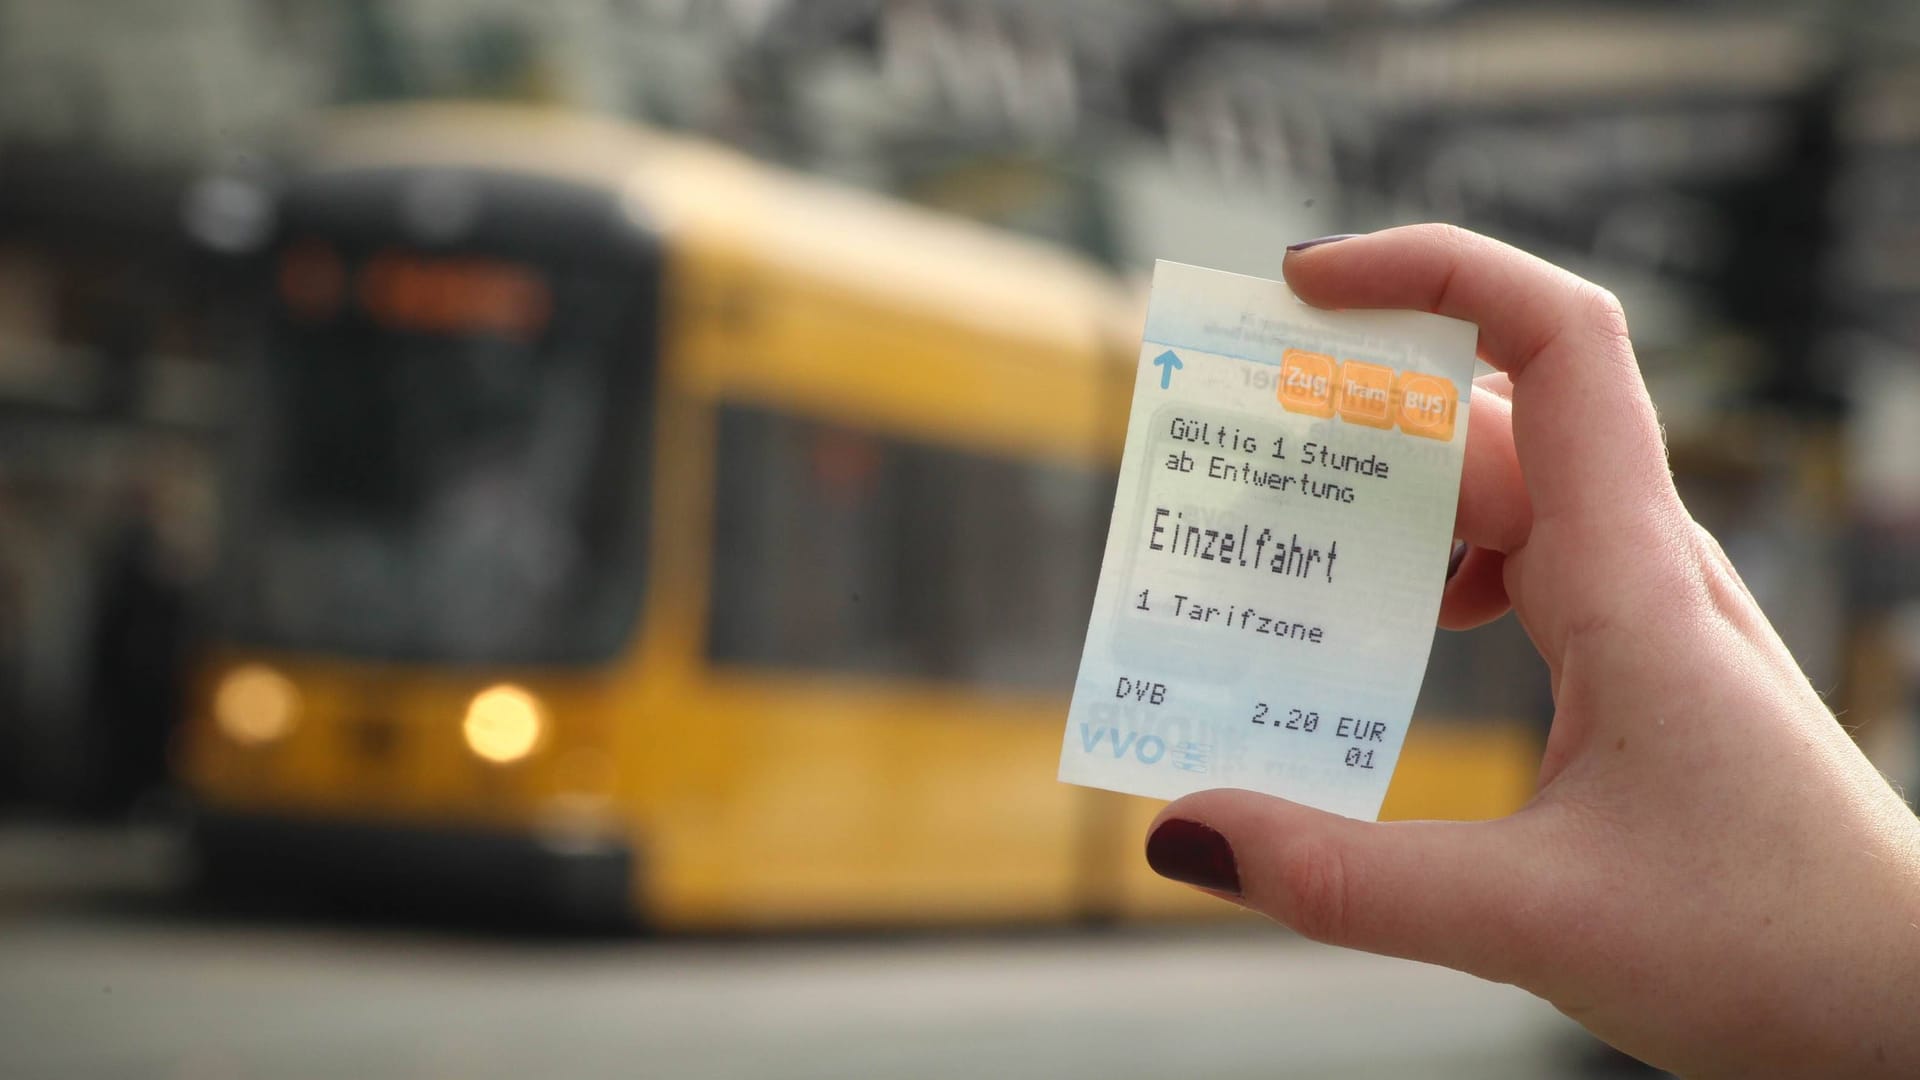 Zug Tram BUS
Gültig 1 Stunde
ab Entwertung
Einzelfahrt
1 Tarifzone
DVB
2.20 EUR
VVO
01